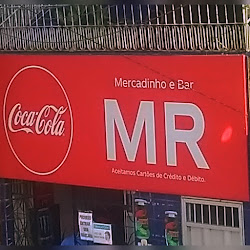 Mercadinho e Bar
Coca-Cola
MR
Aceitamos Cartões de Crédito e Débito.